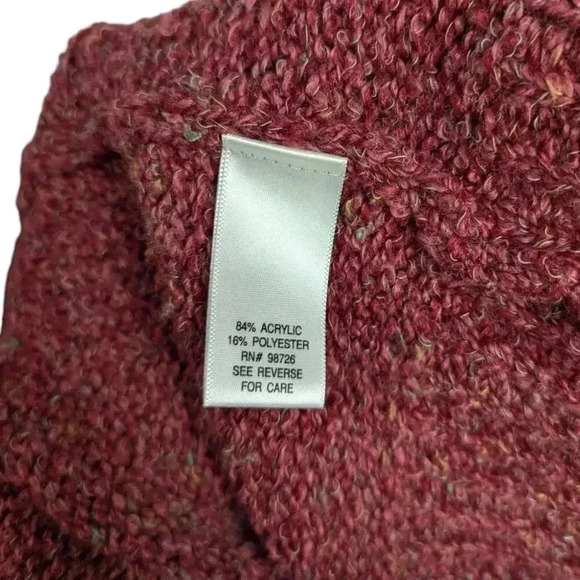 84% ACRYLIC
16% POLYESTER
RN# 98726
SEE REVERSE
FOR CARE